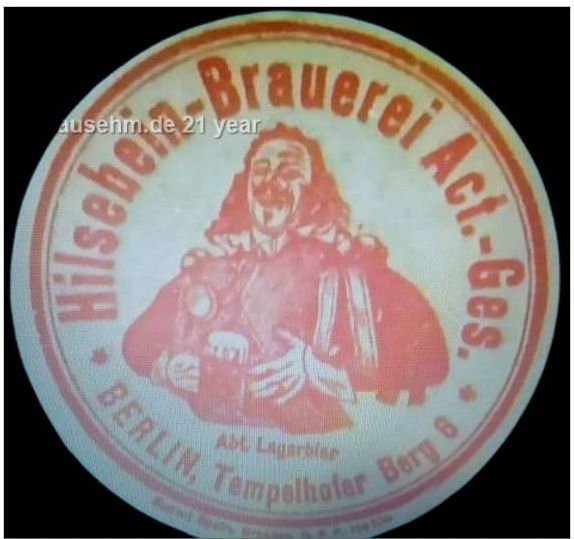 Hilsebein-Brauerei Act.-Ges.
ausehm.de 21 year
Abt. Lagerbier
BERLIN, Tempelhofer Berg 6